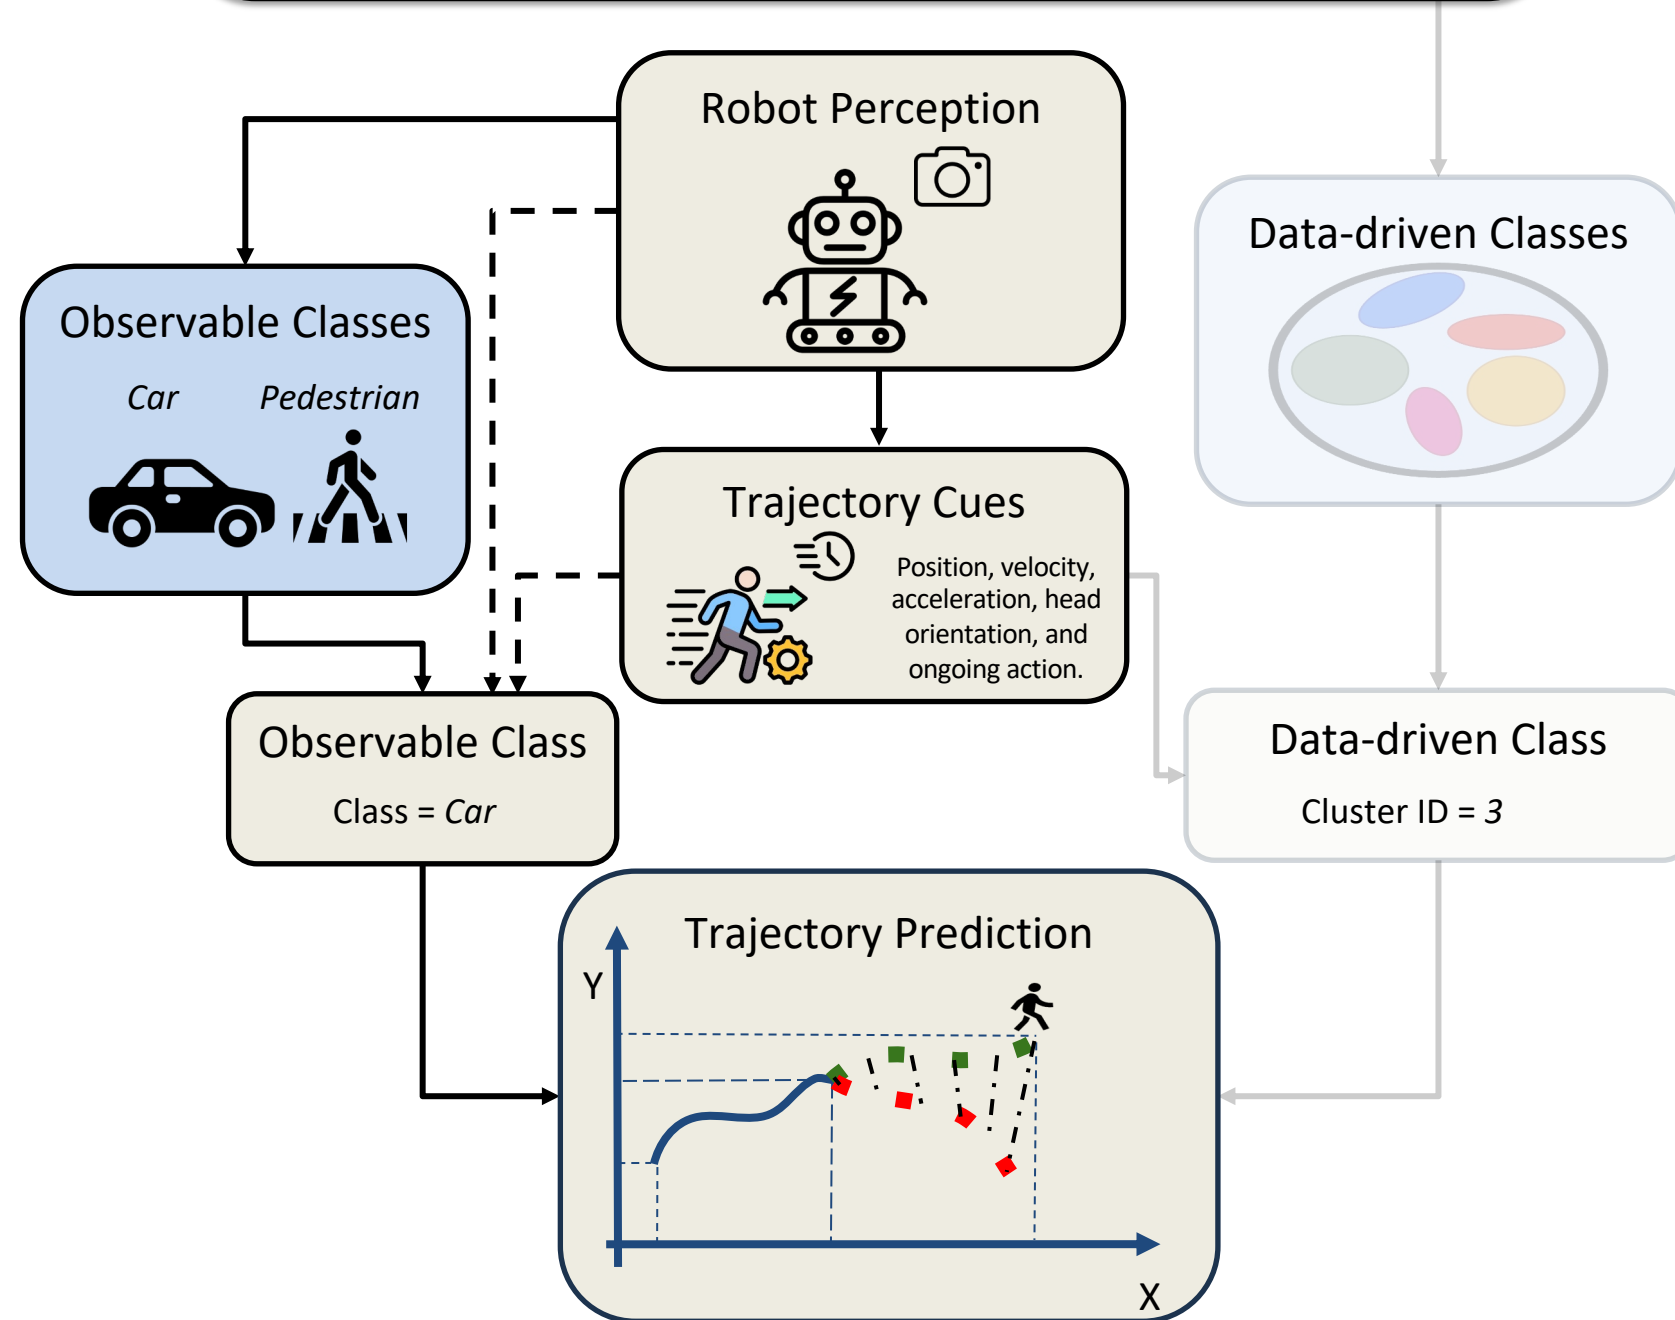 Robot Perception
Data-driven Classes
Observable Classes
Car Pedestrian
Trajectory Cues
Position, velocity,
acceleration, head
orientation, and
ongoing action.
Observable Class
Class = Car
Data-driven Class
Cluster ID = 3
Trajectory Prediction
Y
X